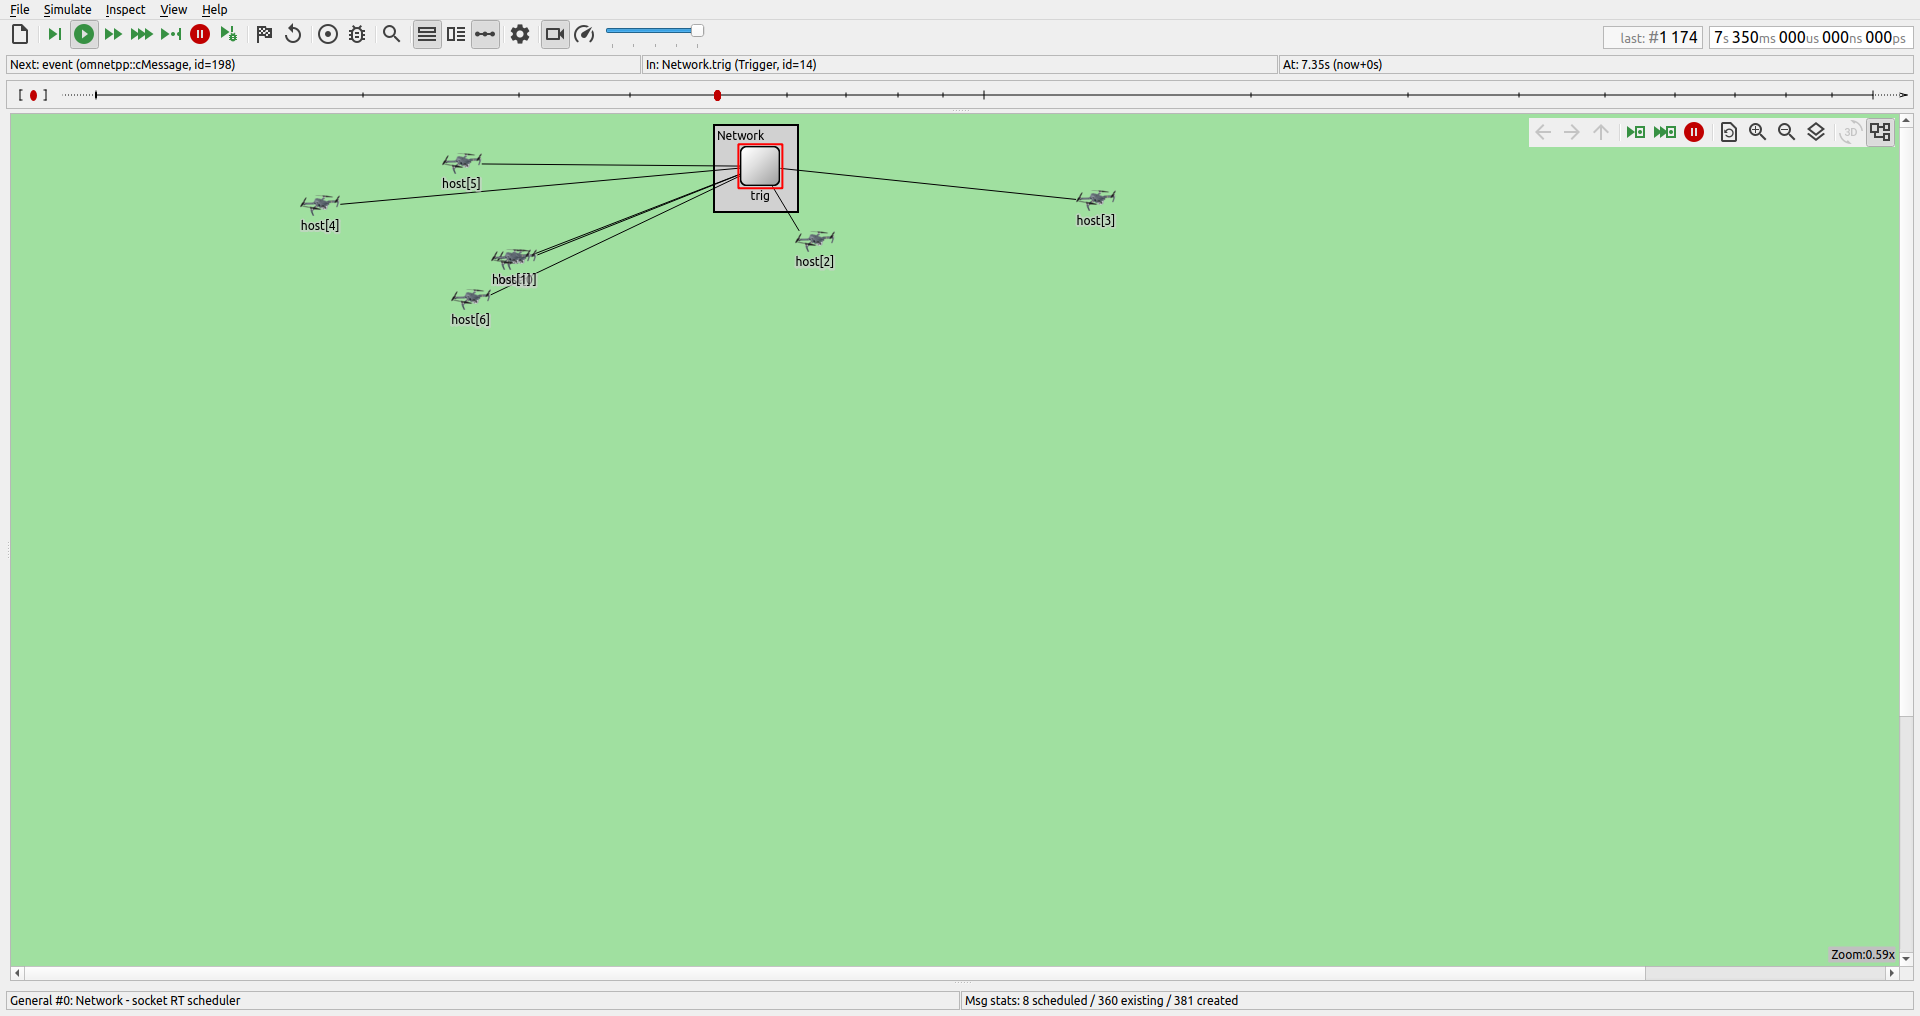 File Simulate Inspect View Help
last: #1 174
7s 350ms 000us 000ns 000ps
Next: event (omnetpp::cMessage, id=198)
In: Network.trig (Trigger, id=14)
At: 7.35s (now+0s)
Network
3D
trig
host[5]
host[4]
host[3]
host[2]
host[1]
host[6]
Zoom:0.59x
General #0: Network - socket RT scheduler
Msg stats: 8 scheduled / 360 existing / 381 created